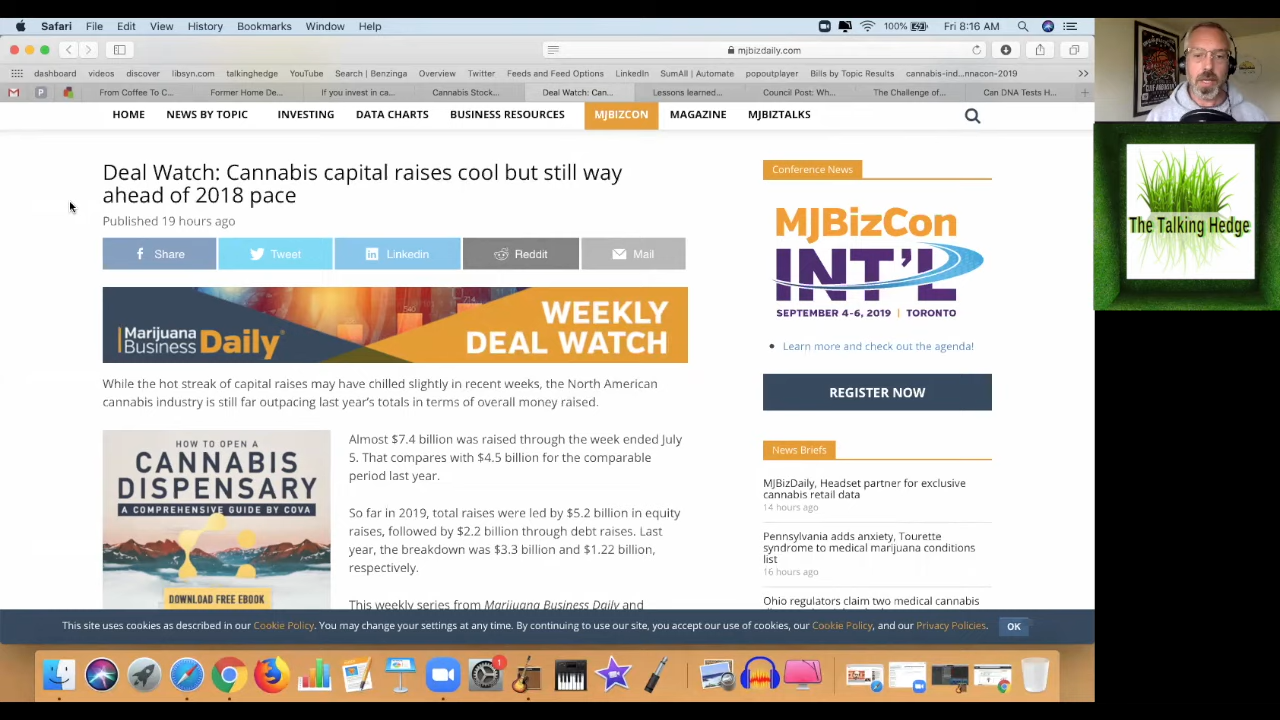 Safari File Edit View History Bookmarks Window Help 100% Fri 8:16 AM
mjbizdaily.com
dashboard videos discover libsyn.com talkinghedge YouTube Search | Benzinga Overview Twitter Feeds and Feed Options LinkedIn SumAll | Automate popoutplayer Bills by Topic Results cannabis-ind...nnacon-2019 >>
From Coffee To C... Former Home De... If you invest in ca... Cannabis Stock... Deal Watch: Can... Lessons learned... Council Post: Wh... The Challenge of... Can DNA Tests H... +
HOME NEWS BY TOPIC INVESTING DATA CHARTS BUSINESS RESOURCES MJBIZCON MAGAZINE MJBIZTALKS
Deal Watch: Cannabis capital raises cool but still way
ahead of 2018 pace
Published 19 hours ago
Share Tweet Linkedin Reddit Mail
Marijuana
Business Daily
WEEKLY
DEAL WATCH
While the hot streak of capital raises may have chilled slightly in recent weeks, the North American
cannabis industry is still far outpacing last year's totals in terms of overall money raised.
HOW TO OPEN A
CANNABIS
DISPENSARY
A COMPREHENSIVE GUIDE BY COVA
DOWNLOAD FREE EBOOK
Almost $7.4 billion was raised through the week ended July
5. That compares with $4.5 billion for the comparable
period last year.
So far in 2019, total raises were led by $5.2 billion in equity
raises, followed by $2.2 billion through debt raises. Last
year, the breakdown was $3.3 billion and $1.22 billion,
respectively.
This weekly series from Marijuana Business Daily and
Conference News
MJBizCon
INT'L
SEPTEMBER 4-6, 2019 | TORONTO
Learn more and check out the agenda!
REGISTER NOW
News Briefs
MJBizDaily, Headset partner for exclusive
cannabis retail data
14 hours ago
Pennsylvania adds anxiety, Tourette
syndrome to medical marijuana conditions
list
16 hours ago
Ohio regulators claim two medical cannabis
This site uses cookies as described in our Cookie Policy. You may change your settings at any time. By continuing to use our site, you accept our use of cookies, our Cookie Policy, and our Privacy Policies. OK
1
The Talking Hedge